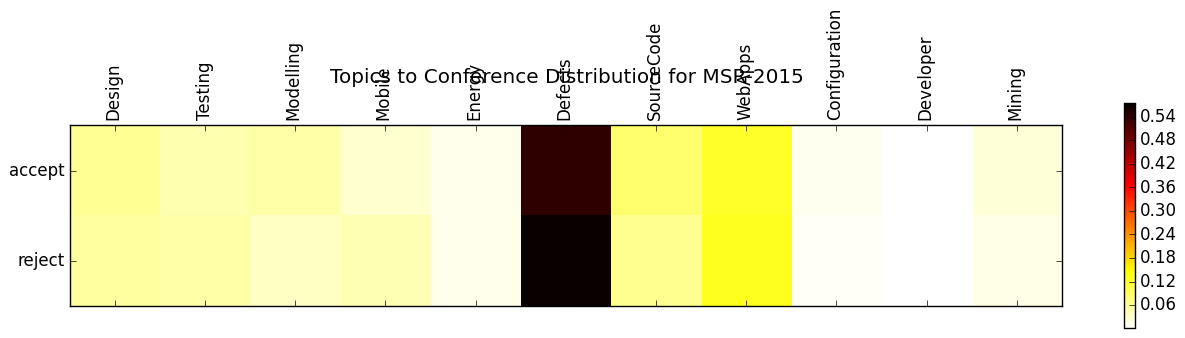 Topics to Conference Distribution for MSR 2015
Design
Testing
Modelling
Mobile
Energy
Defects
SourceCode
WebApps
Configuration
Developer
Mining
accept
reject
0.54
0.48
0.42
0.36
0.30
0.24
0.18
0.12
0.06